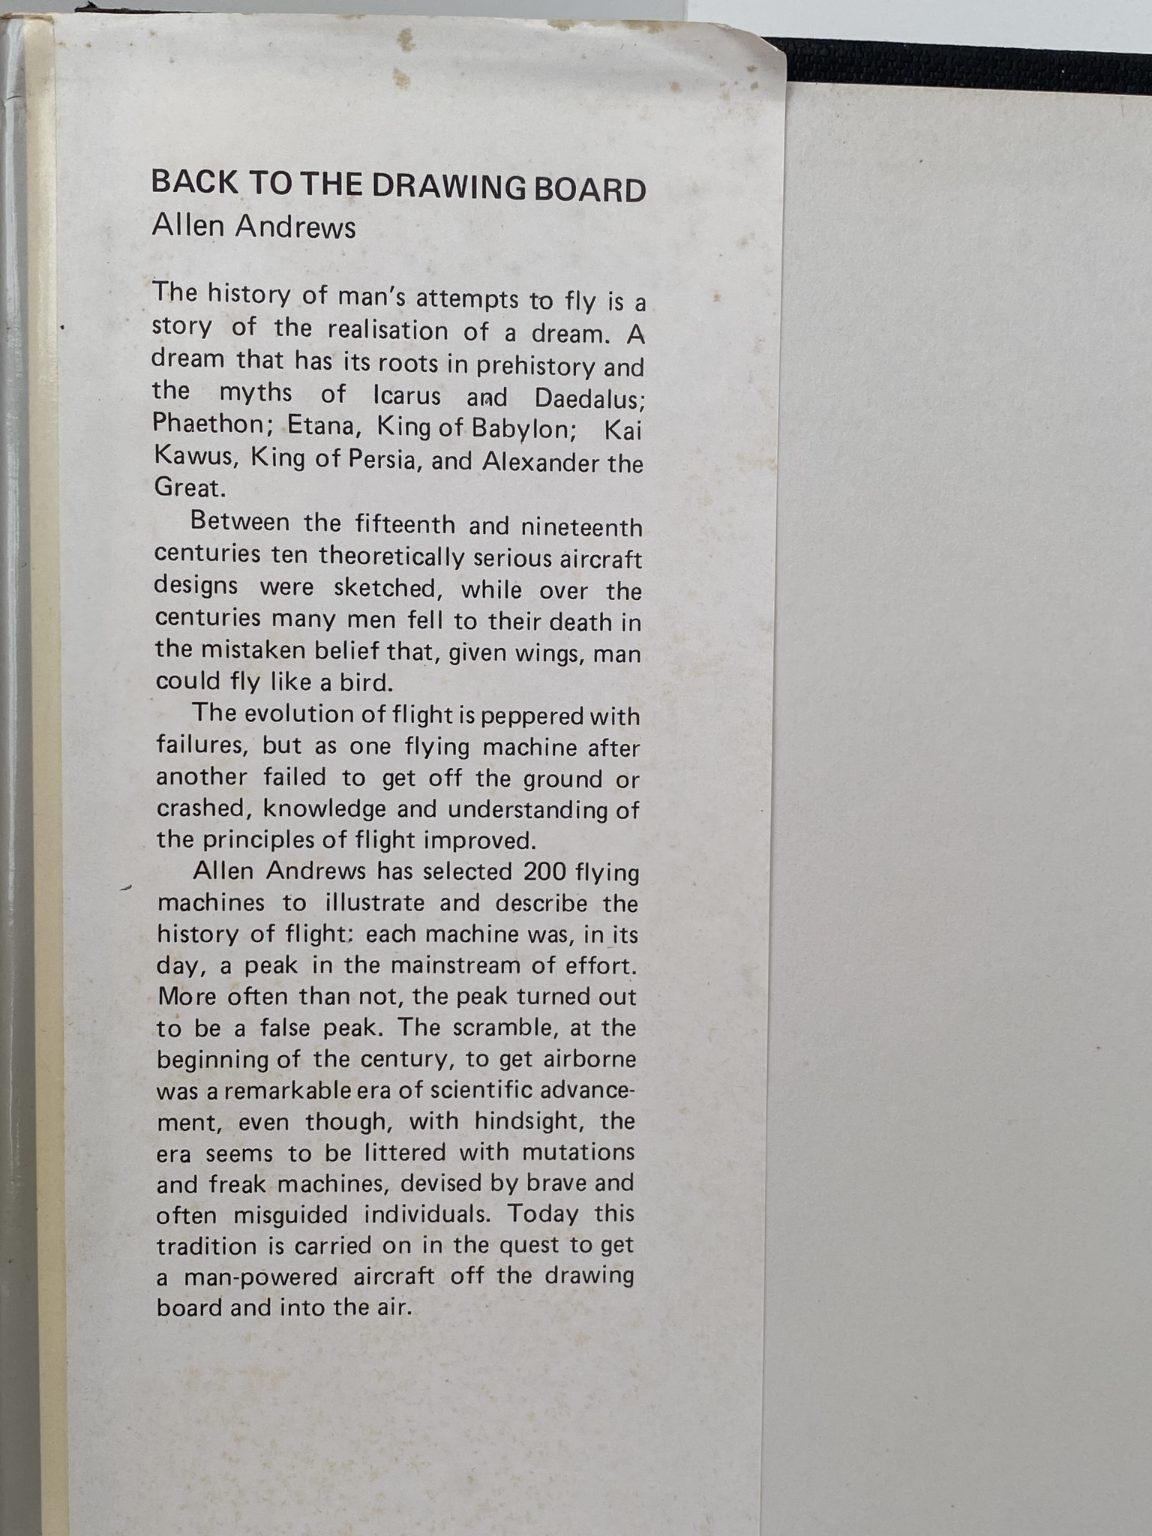 BACK TO THE DRAWING BOARD
Allen Andrews
The history of man's attempts to fly is a
story of the realisation of a dream. A
dream that has its roots in prehistory and
the myths of Icarus and Daedalus;
Phaethon; Etana, King of Babylon; Kai
Kawus, King of Persia, and Alexander the
Great.
Between the fifteenth and nineteenth
centuries ten theoretically serious aircraft
designs were sketched, while over the
centuries many men fell to their death in
the mistaken belief that, given wings, man
could fly like a bird.
The evolution of flight is peppered with
failures, but as one flying machine after
another failed to get off the ground or
crashed, knowledge and understanding of
the principles of flight improved.
Allen Andrews has selected 200 flying
machines to illustrate and describe the
history of flight: each machine was, in its
day, a peak in the mainstream of effort.
More often than not, the peak turned out
to be a false peak. The scramble, at the
beginning of the century, to get airborne
was a remarkable era of scientific advance-
ment, even though, with hindsight, the
era seems to be littered with mutations
and freak machines, devised by brave and
often misguided individuals. Today this
tradition is carried on in the quest to get
a man-powered aircraft off the drawing
board and into the air.